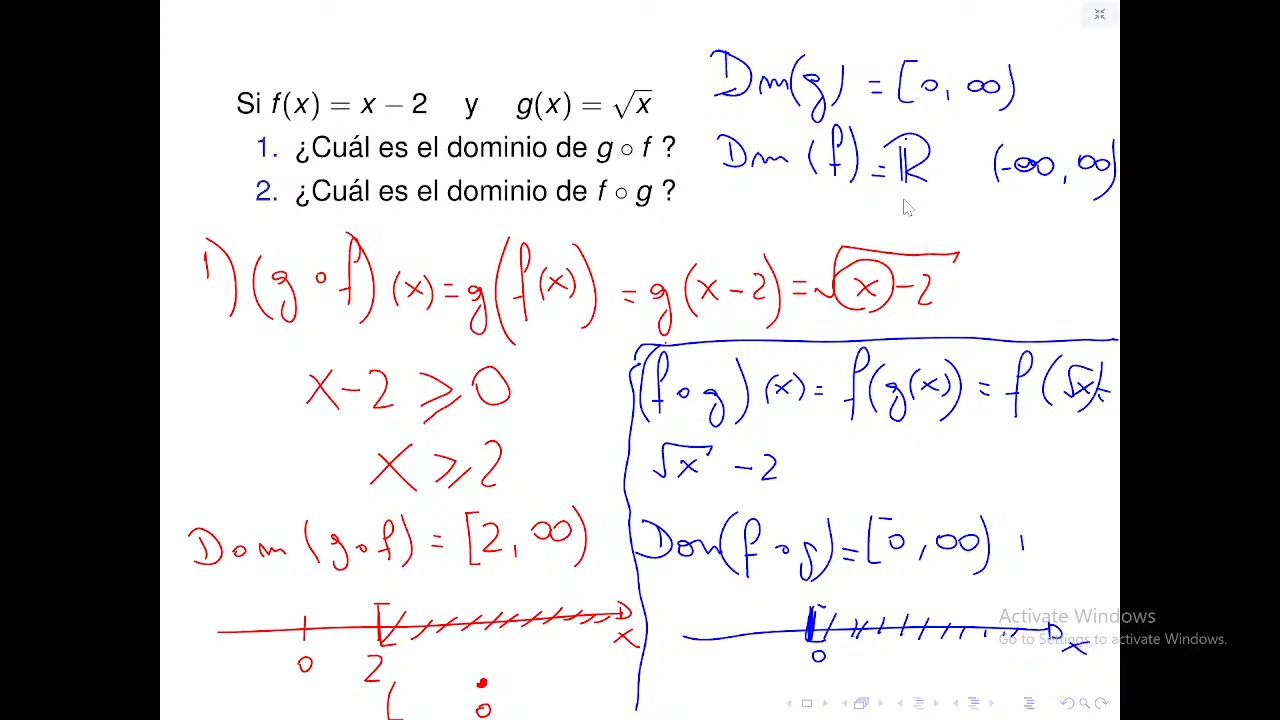 Si f(x) = x − 2 y g(x) = √x
1. ¿Cuál es el dominio de g ∘ f ?
2. ¿Cuál es el dominio de f ∘ g ?
Dm(g) = [0, ∞)
Dm(f) = ℝ (-∞, ∞)
1) (g ∘ f)(x) = g(f(x)) = g(x−2) = √(x−2)
x−2 ⩾ 0
x ⩾ 2
Dom(g∘f) = [2, ∞)
0 2 x
0
(f ∘ g)(x) = f(g(x)) = f(√x) =
√x − 2
Dom(f ∘ g) = [0, ∞)
0 x
Activate Windows
Go to Settings to activate Windows.